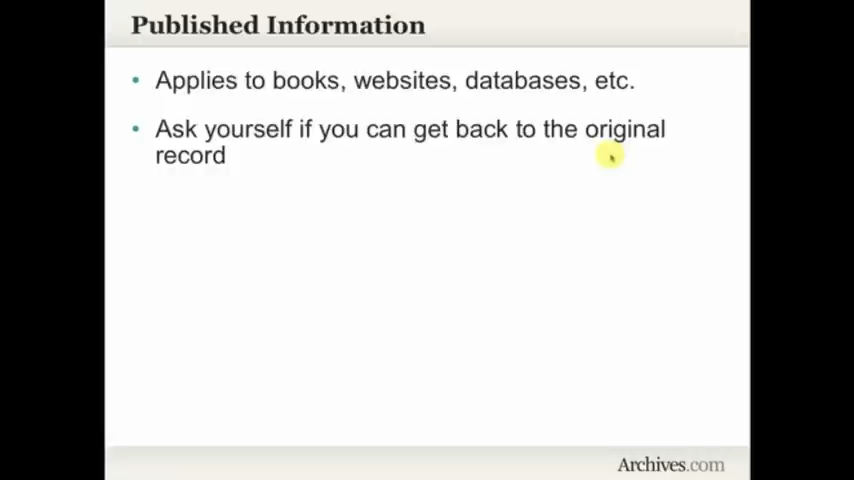 Published Information
• Applies to books, websites, databases, etc.
• Ask yourself if you can get back to the original
record
Archives.com